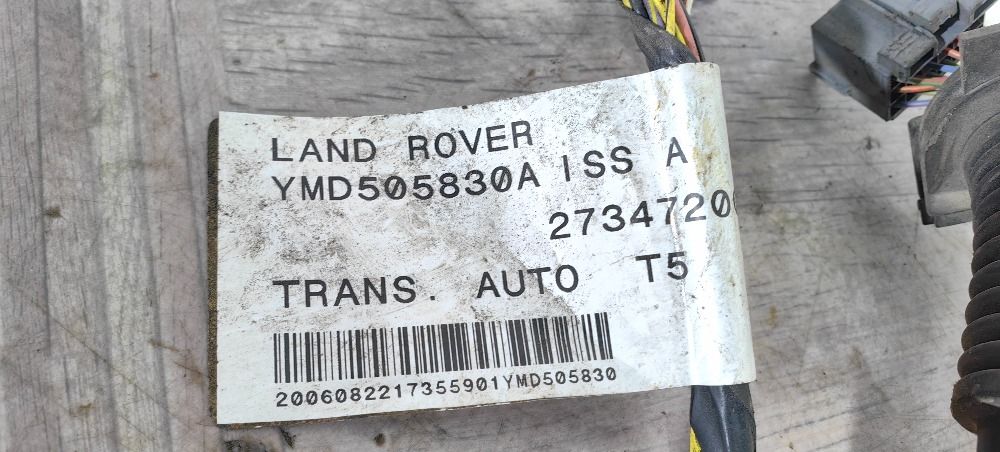 LAND ROVER
YMD505830A ISS A
2734720
TRANS. AUTO T5
2006082217355901YMD505830